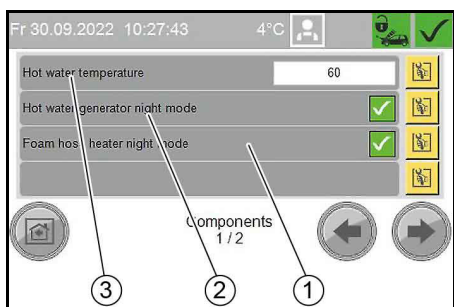 Fr 30.09.2022 10:27:43 4°C
Hot water temperature 60
Hot water generator night mode
Foam hose heater night mode
Components
1 / 2
3 2 1